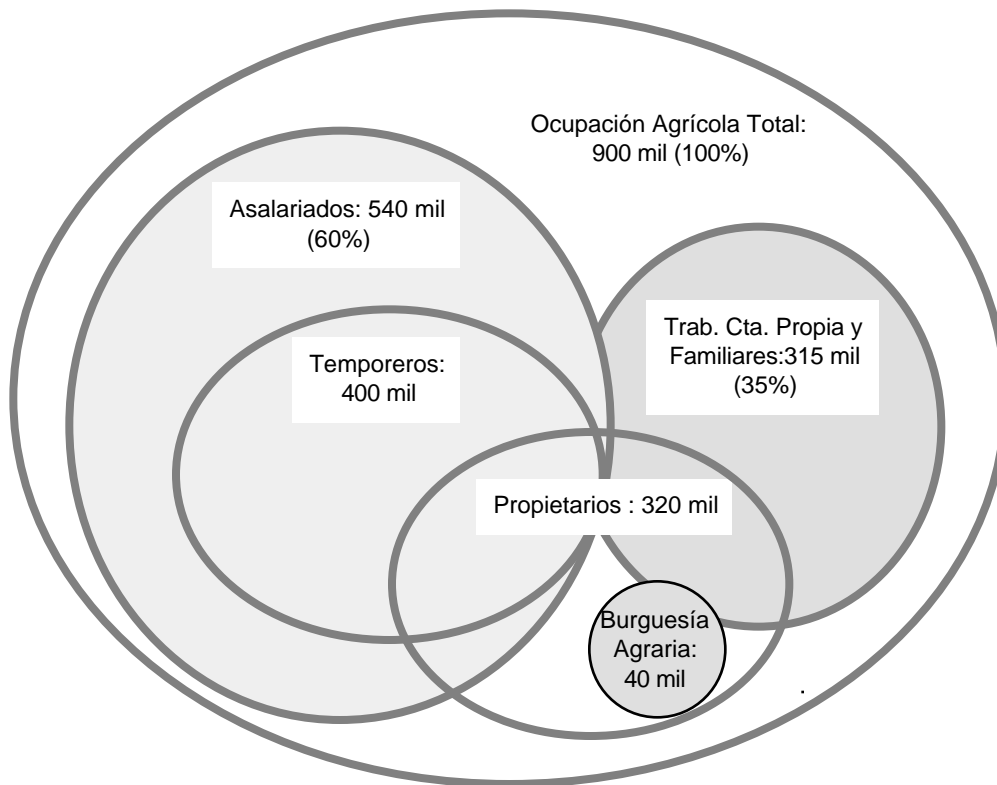 Ocupación Agrícola Total:
900 mil (100%)
Asalariados: 540 mil
(60%)
Trab. Cta. Propia y
Familiares:315 mil
(35%)
Temporeros:
400 mil
Propietarios : 320 mil
Burguesía
Agraria:
40 mil
.